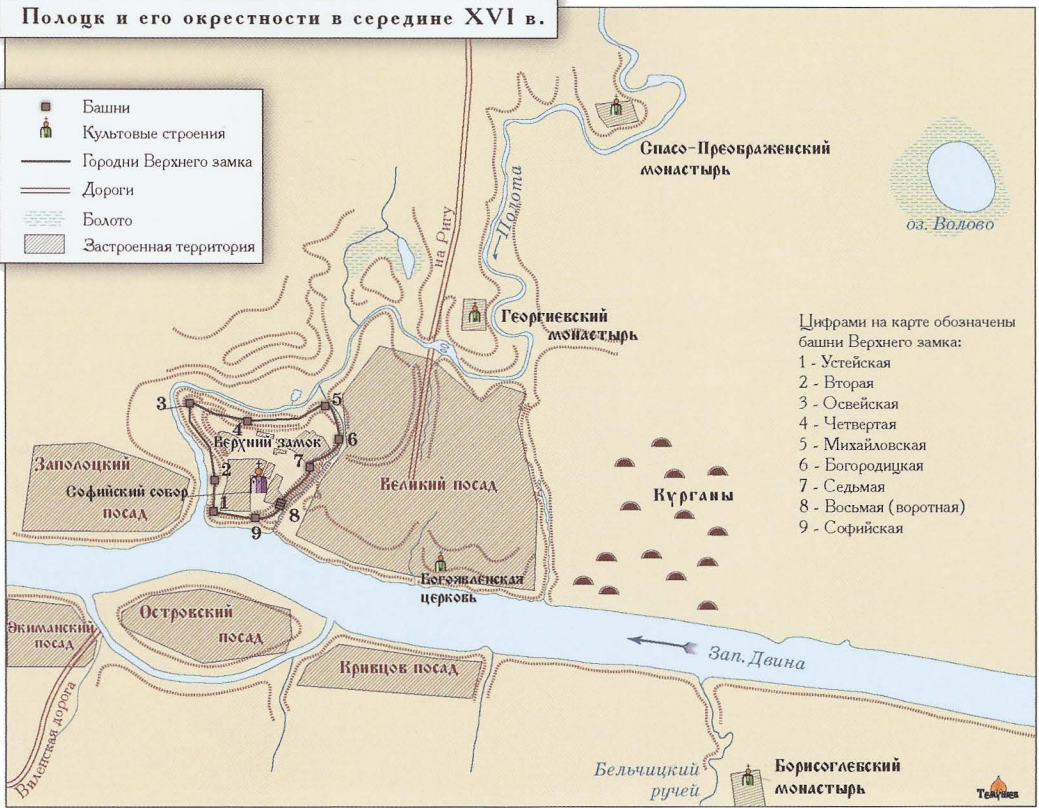 Полоцк и его окрестности в середине XVI в.
Башни
Культовые строения
Городни Верхнего замка
Дороги
Болото
Застроенная территория
Спасо-Преображенский
монастырь
оз. Волово
Полота
на Ригу
Георгиевский
монастырь
Цифрами на карте обозначены
башни Верхнего замка:
1 - Устейская
2 - Вторая
3 - Освейская
4 - Четвертая
5 - Михайловская
6 - Богородицкая
7 - Седьмая
8 - Восьмая (воротная)
9 - Софийская
3
5
4
Верхний замок
6
7
2
Заполоцкий
посад
Софийский собор
Великий посад
Курганы
1
8
9
Богоявленская
церковь
Островский
посад
Экиманский
посад
Кривцов посад
Зап. Двина
Виленская дорога
Бельчицкий
ручей
Борисоглебский
монастырь
Темушев